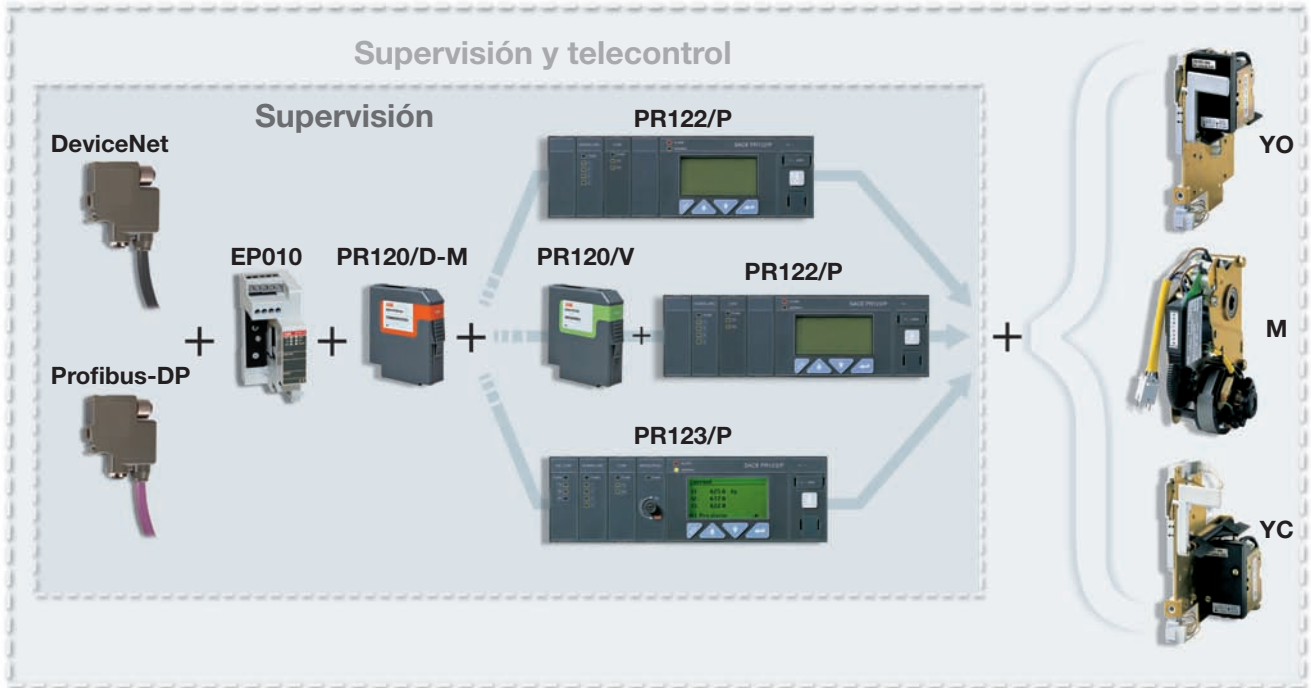 Supervisión y telecontrol
Supervisión
DeviceNet
Profibus-DP
EP010
PR120/D-M
PR122/P
PR120/V
PR122/P
PR123/P
YO
M
YC